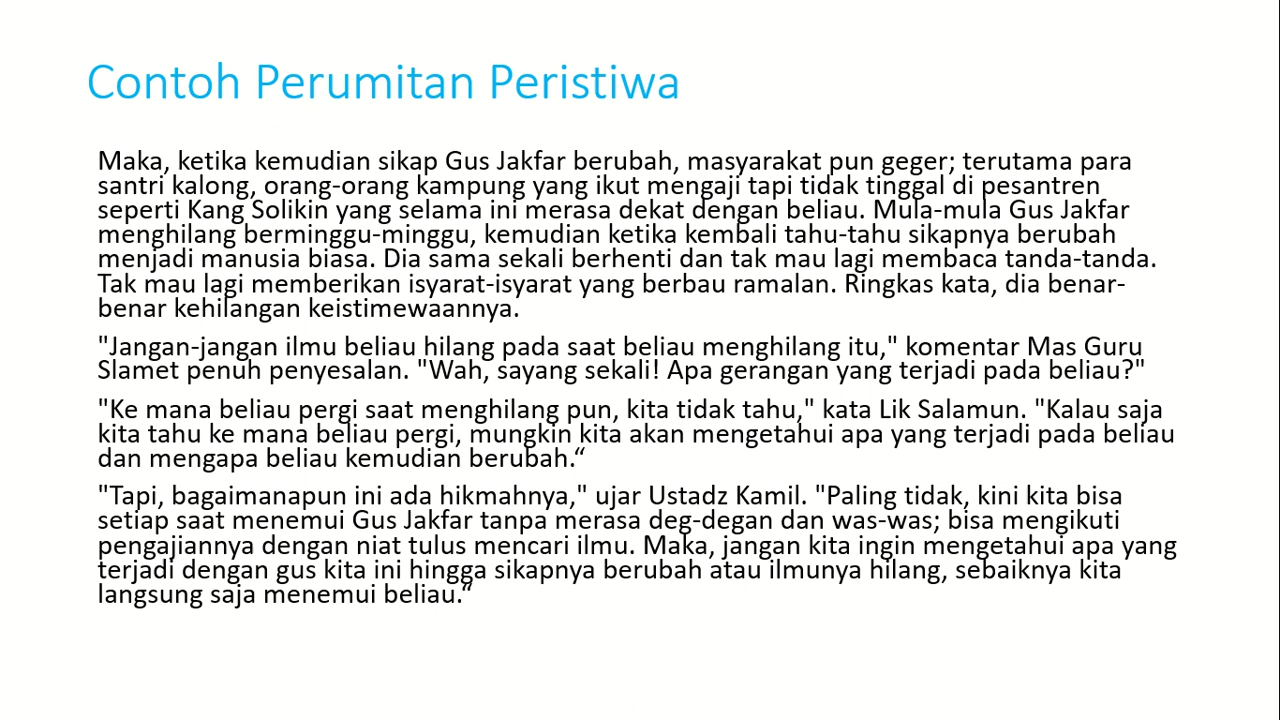 Contoh Perumitan Peristiwa
Maka, ketika kemudian sikap Gus Jakfar berubah, masyarakat pun geger; terutama para
santri kalong, orang-orang kampung yang ikut mengaji tapi tidak tinggal di pesantren
seperti Kang Solikin yang selama ini merasa dekat dengan beliau. Mula-mula Gus Jakfar
menghilang berminggu-minggu, kemudian ketika kembali tahu-tahu sikapnya berubah
menjadi manusia biasa. Dia sama sekali berhenti dan tak mau lagi membaca tanda-tanda.
Tak mau lagi memberikan isyarat-isyarat yang berbau ramalan. Ringkas kata, dia benar-
benar kehilangan keistimewaannya.
"Jangan-jangan ilmu beliau hilang pada saat beliau menghilang itu," komentar Mas Guru
Slamet penuh penyesalan. "Wah, sayang sekali! Apa gerangan yang terjadi pada beliau?"
"Ke mana beliau pergi saat menghilang pun, kita tidak tahu," kata Lik Salamun. "Kalau saja
kita tahu ke mana beliau pergi, mungkin kita akan mengetahui apa yang terjadi pada beliau
dan mengapa beliau kemudian berubah.“
"Tapi, bagaimanapun ini ada hikmahnya," ujar Ustadz Kamil. "Paling tidak, kini kita bisa
setiap saat menemui Gus Jakfar tanpa merasa deg-degan dan was-was; bisa mengikuti
pengajiannya dengan niat tulus mencari ilmu. Maka, jangan kita ingin mengetahui apa yang
terjadi dengan gus kita ini hingga sikapnya berubah atau ilmunya hilang, sebaiknya kita
langsung saja menemui beliau.“